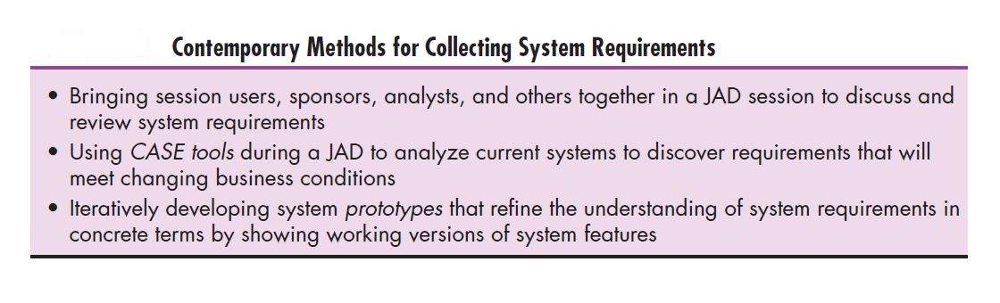 Contemporary Methods for Collecting System Requirements
• Bringing session users, sponsors, analysts, and others together in a JAD session to discuss and
review system requirements
• Using CASE tools during a JAD to analyze current systems to discover requirements that will
meet changing business conditions
• Iteratively developing system prototypes that refine the understanding of system requirements in
concrete terms by showing working versions of system features